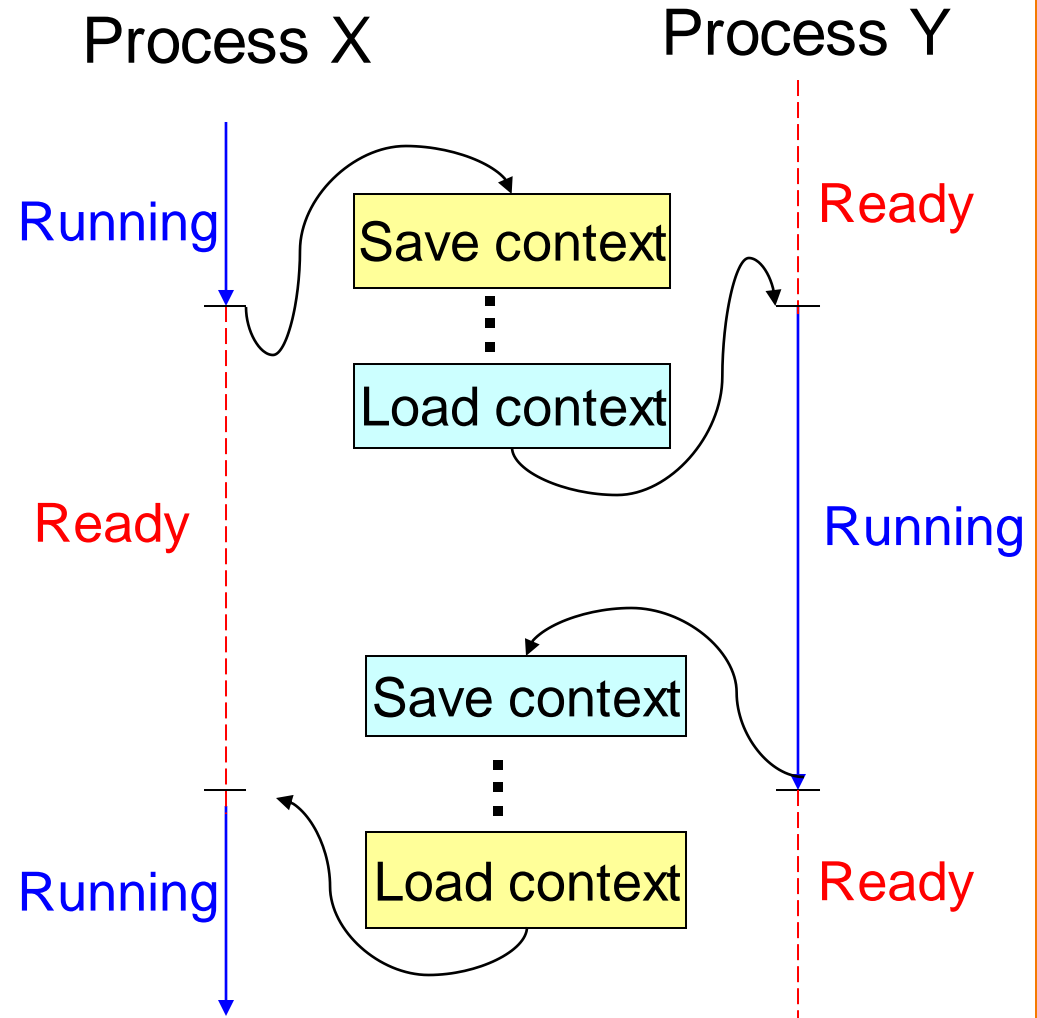 Process X
Process Y
Running
Ready
Save context
Load context
Ready
Running
Save context
Load context
Running
Ready